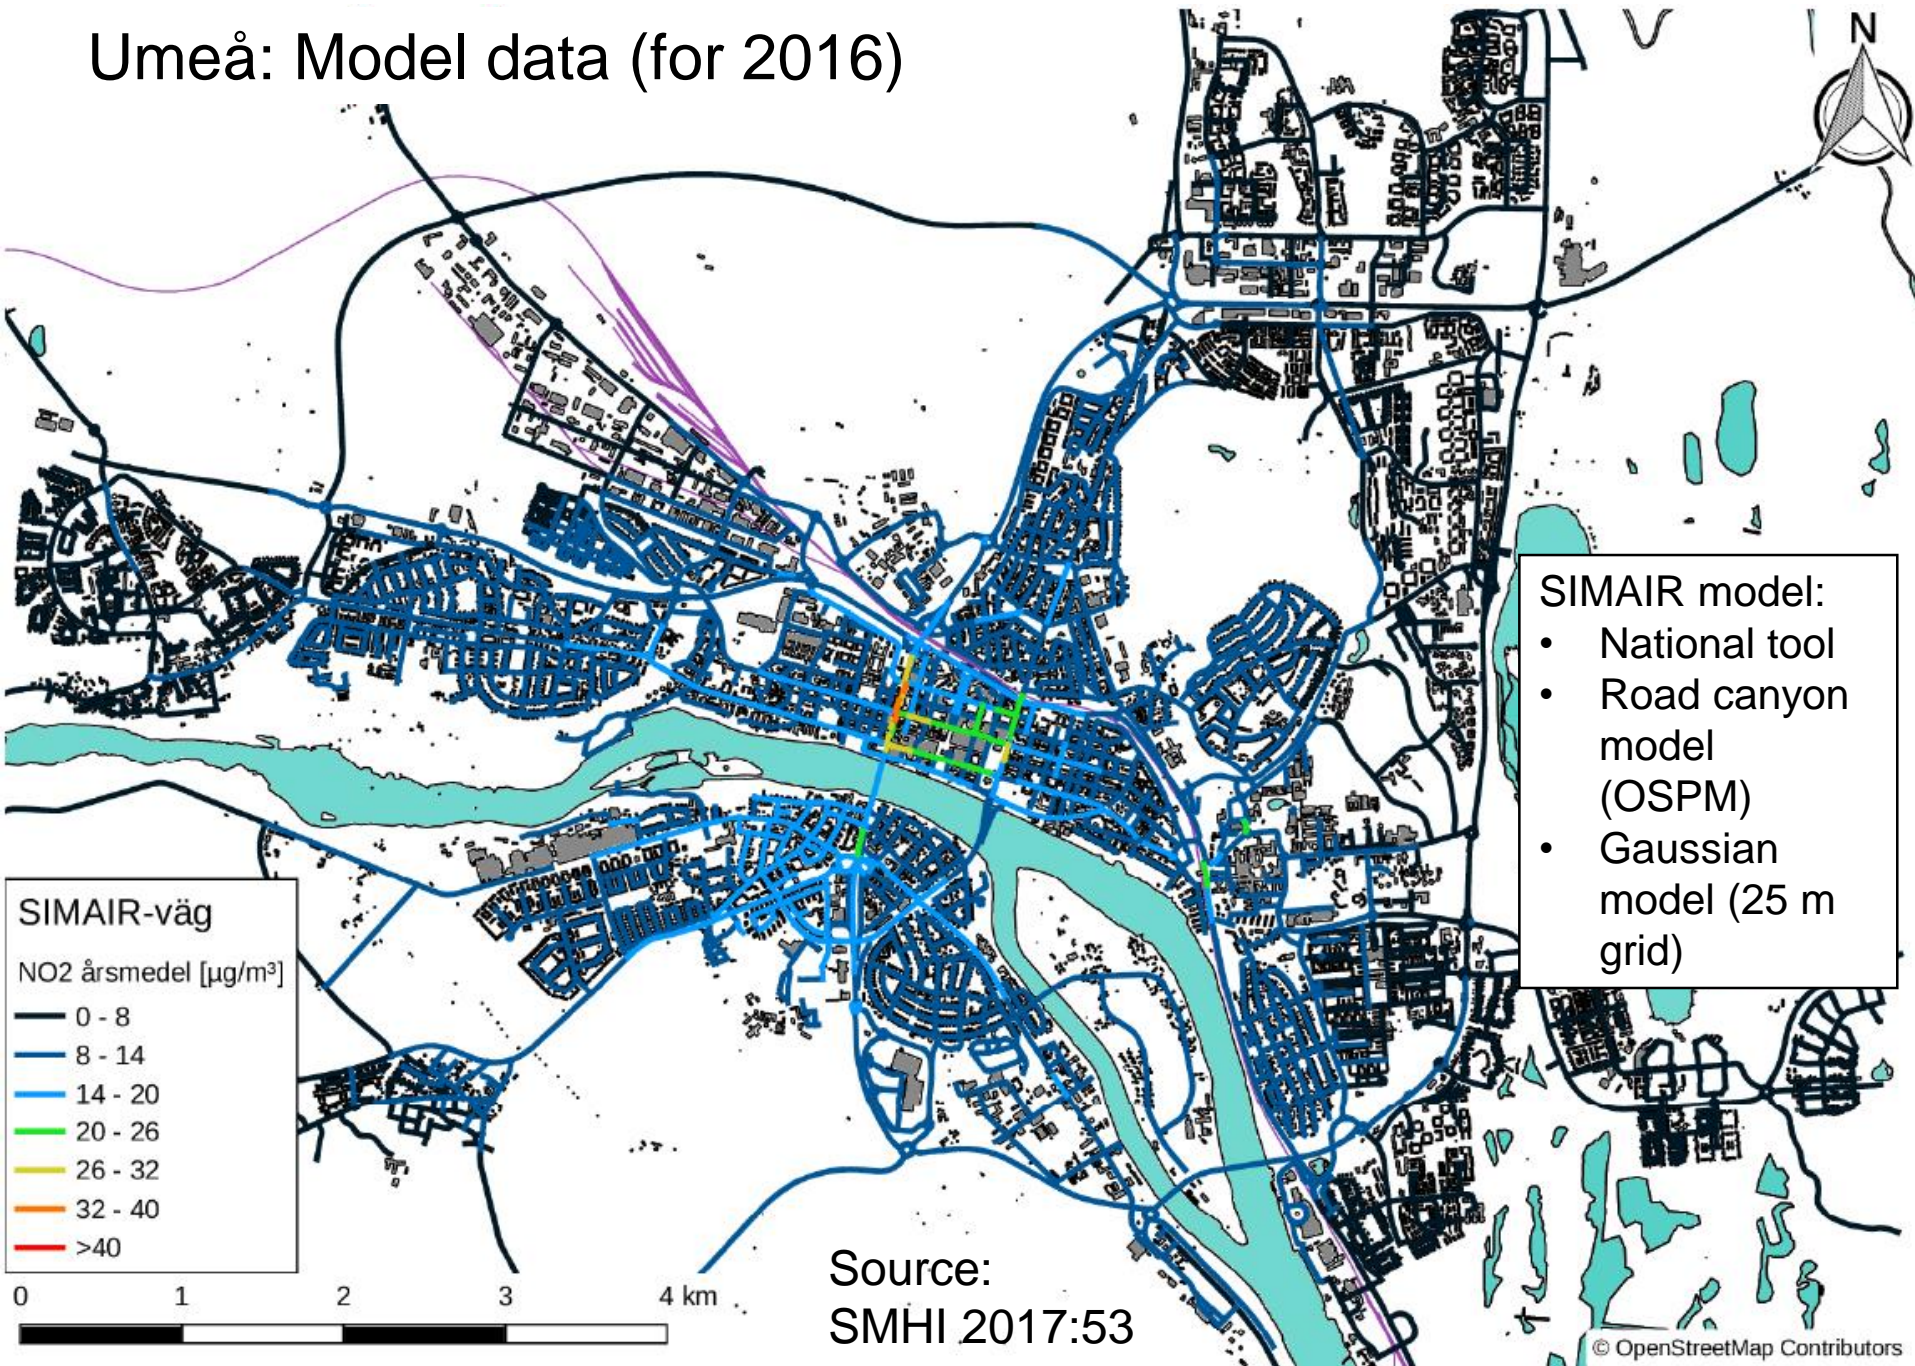 Umeå: Model data (for 2016)
N
SIMAIR model:
• National tool
• Road canyon
model
(OSPM)
• Gaussian
model (25 m
grid)
SIMAIR-väg
NO2 årsmedel [µg/m³]
0 - 8
8 - 14
14 - 20
20 - 26
26 - 32
32 - 40
>40
0 1 2 3 4 km
Source:
SMHI 2017:53
© OpenStreetMap Contributors